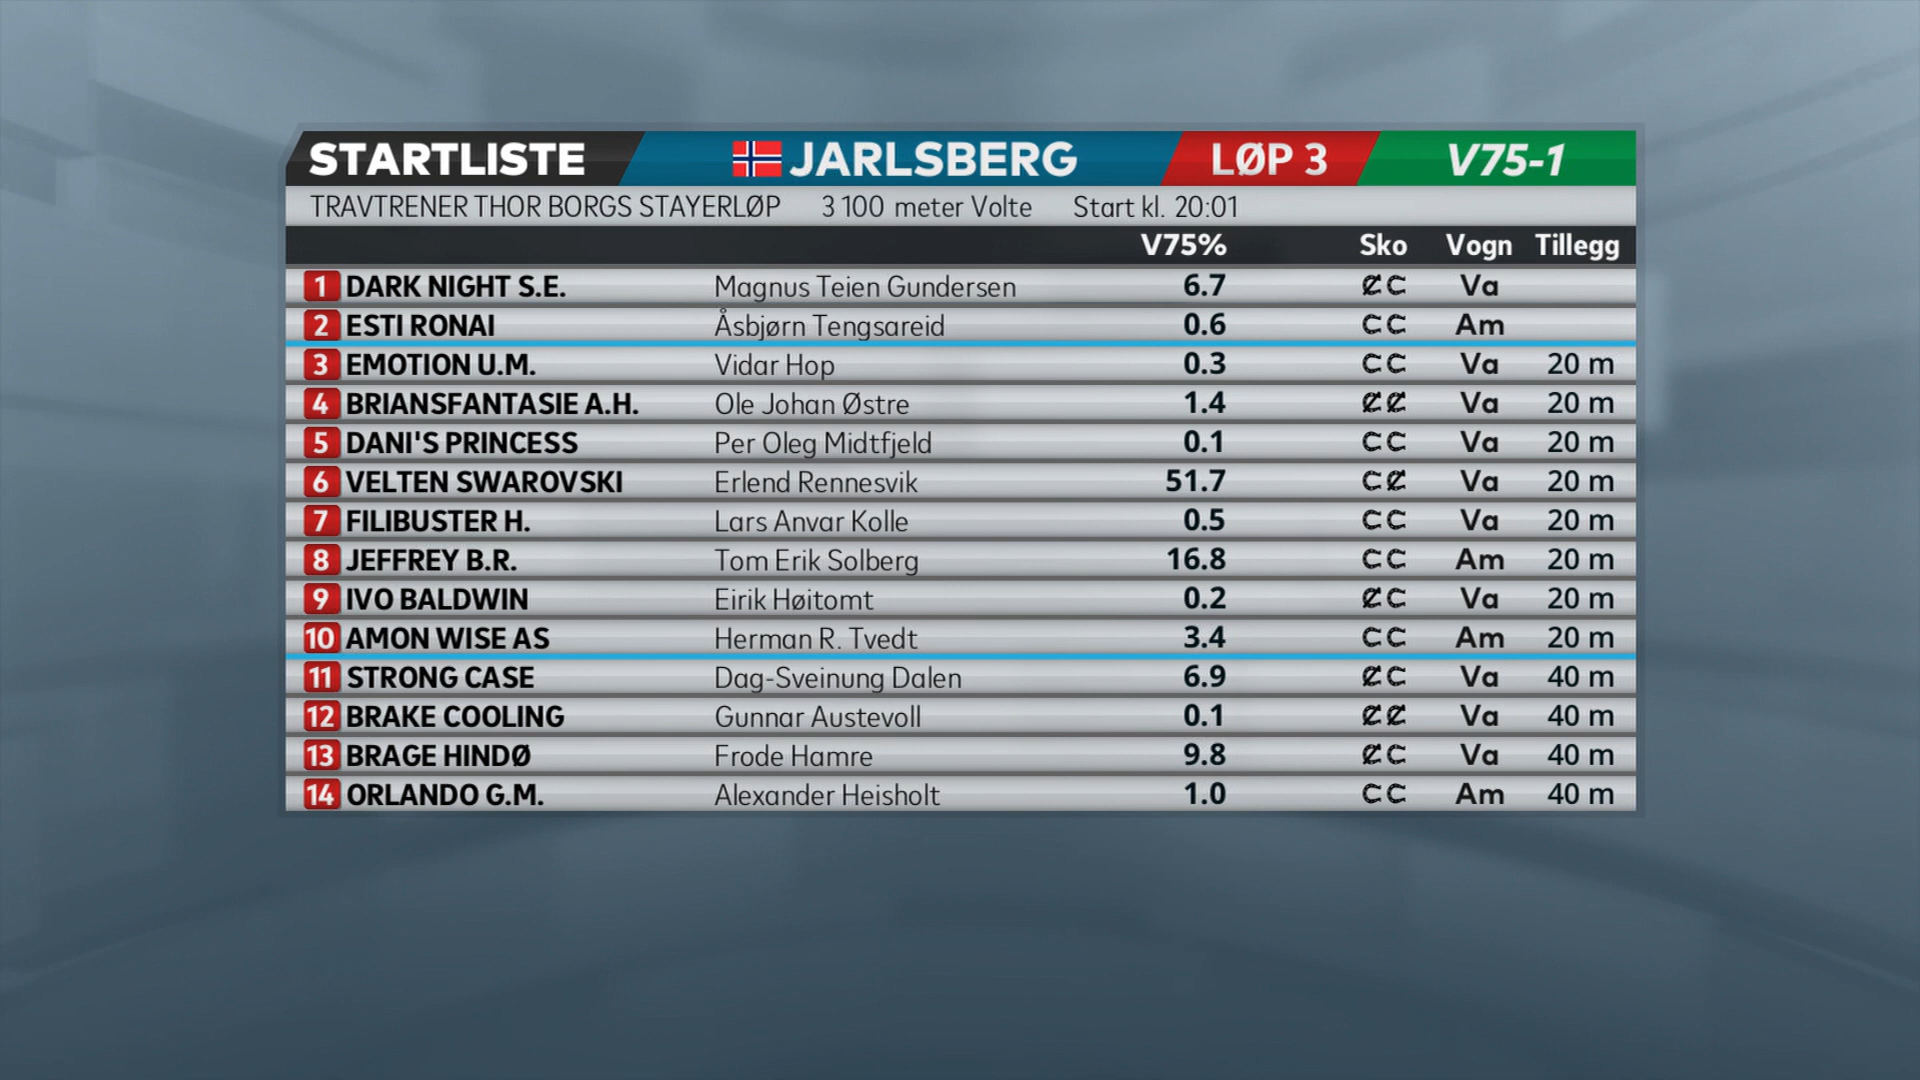 STARTLISTE JARLSBERG LØP 3 V75-1
TRAVTRENER THOR BORGS STAYERLØP 3 100 meter Volte Start kl. 20:01
V75% Sko Vogn Tillegg
1 DARK NIGHT S.E. Magnus Teien Gundersen 6.7 Ȼ C Va
2 ESTI RONAI Åsbjørn Tengsareid 0.6 C C Am
3 EMOTION U.M. Vidar Hop 0.3 C C Va 20 m
4 BRIANSFANTASIE A.H. Ole Johan Østre 1.4 Ȼ Ȼ Va 20 m
5 DANI'S PRINCESS Per Oleg Midtfjeld 0.1 C C Va 20 m
6 VELTEN SWAROVSKI Erlend Rennesvik 51.7 C Ȼ Va 20 m
7 FILIBUSTER H. Lars Anvar Kolle 0.5 C C Va 20 m
8 JEFFREY B.R. Tom Erik Solberg 16.8 C C Am 20 m
9 IVO BALDWIN Eirik Høitomt 0.2 Ȼ C Va 20 m
10 AMON WISE AS Herman R. Tvedt 3.4 C C Am 20 m
11 STRONG CASE Dag-Sveinung Dalen 6.9 Ȼ C Va 40 m
12 BRAKE COOLING Gunnar Austevoll 0.1 Ȼ Ȼ Va 40 m
13 BRAGE HINDØ Frode Hamre 9.8 Ȼ C Va 40 m
14 ORLANDO G.M. Alexander Heisholt 1.0 C C Am 40 m